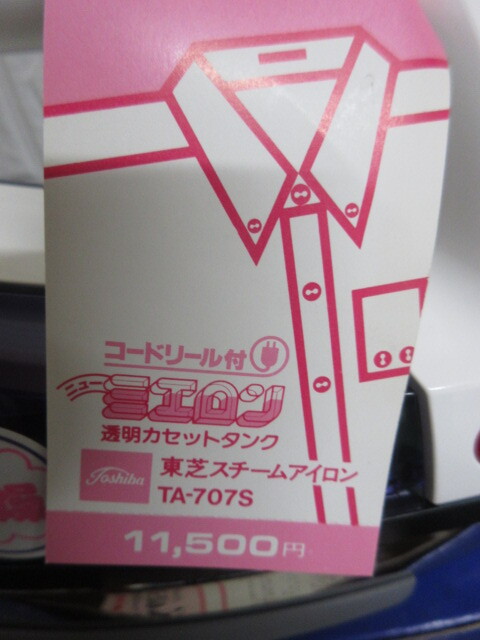 コードリール付
ニューミエロン
透明カセットタンク
Toshiba
東芝スチームアイロン
TA-707S
11,500円